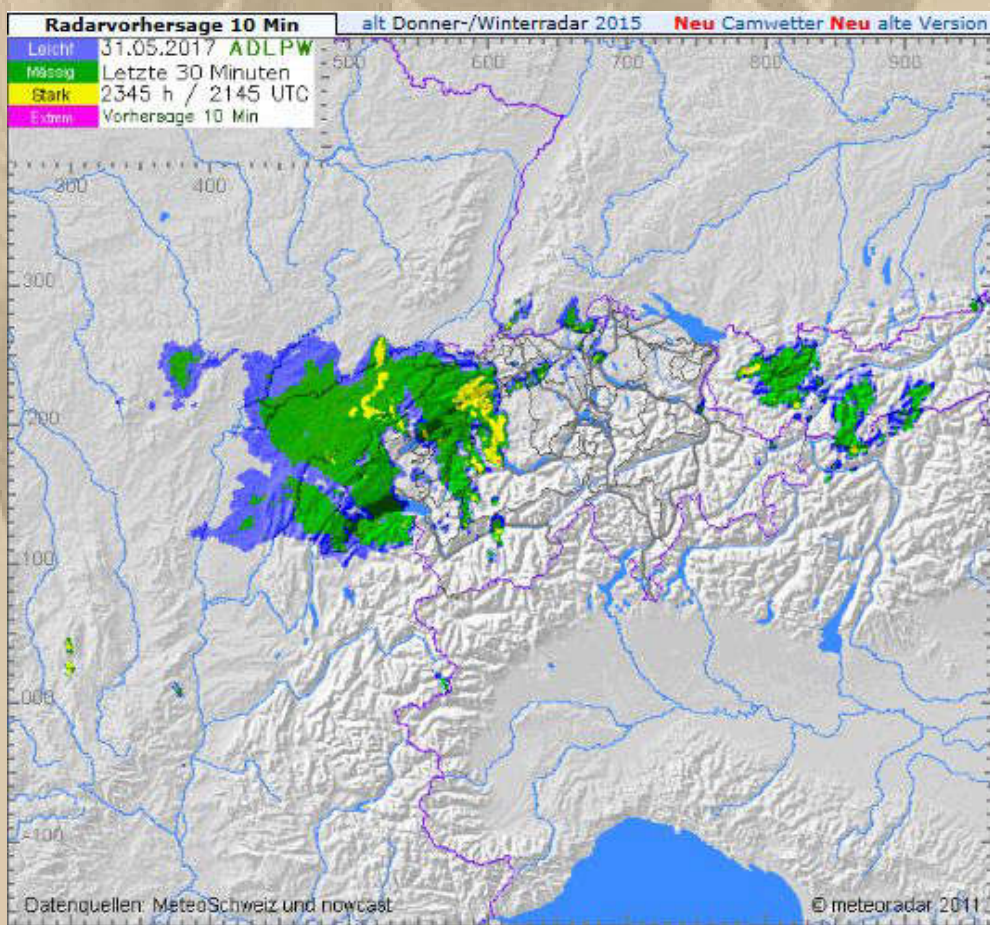 Radarvorhersage 10 Min alt Donner-/Winterradar 2015 Neu Camwetter Neu alte Version
Leicht 31.05.2017 ADLPW
Mässig Letzte 30 Minuten
Stark 2345 h / 2145 UTC
Extrem Vorhersage 10 Min
500 600 700 800 900
300 400
300
200
100
000
-100
Datenquellen: MeteoSchweiz und nowcast © meteoradar 2011